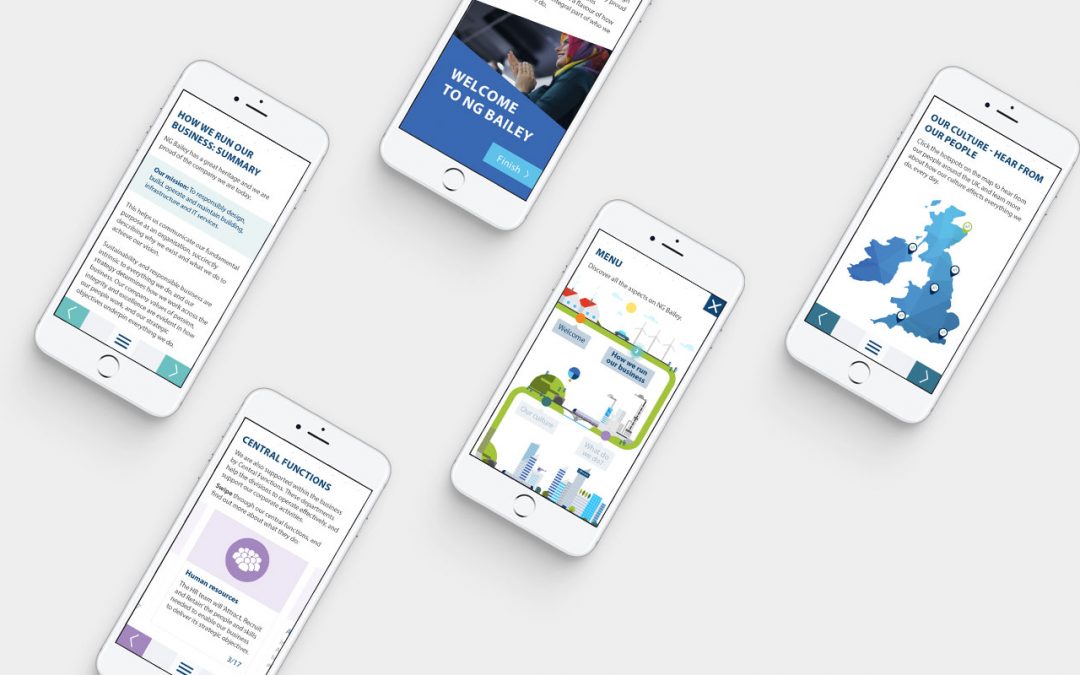 HOW WE RUN OUR
BUSINESS: SUMMARY
NG Bailey has a great heritage and we are
proud of the company we are today.
Our mission: To responsibly design,
build, operate and maintain building,
infrastructure and IT services.
This helps us communicate our fundamental
purpose as an organisation, succinctly
describing why we exist and what we do to
achieve our vision.
Sustainability and responsible business are
intrinsic to everything we do, and our
strategy determines how we work across the
business. Our company values of passion,
integrity and excellence are evident in how
our people work, and our strategic
objectives underpin everything we do.
a flavour of how
integral part of who we
WELCOME
TO NG BAILEY
Finish
OUR CULTURE - HEAR FROM
OUR PEOPLE
Click the hotspots on the map to hear from
our people around the UK, and learn more
about how our culture affects everything we
do, every day.
MENU
Discover all the aspects on NG Bailey.
Welcome
How we run
our business
Our culture
What do
we do?
CENTRAL FUNCTIONS
We are also supported within the business
by Central Functions. These departments
help the divisions to operate effectively, and
support our corporate activities.
Swipe through our central functions, and
find out more about what they do.
Human resources
The HR team will 'Attract, Recruit
and Retain' the people and skills
needed to enable our business
to deliver its strategic objectives.
3/17